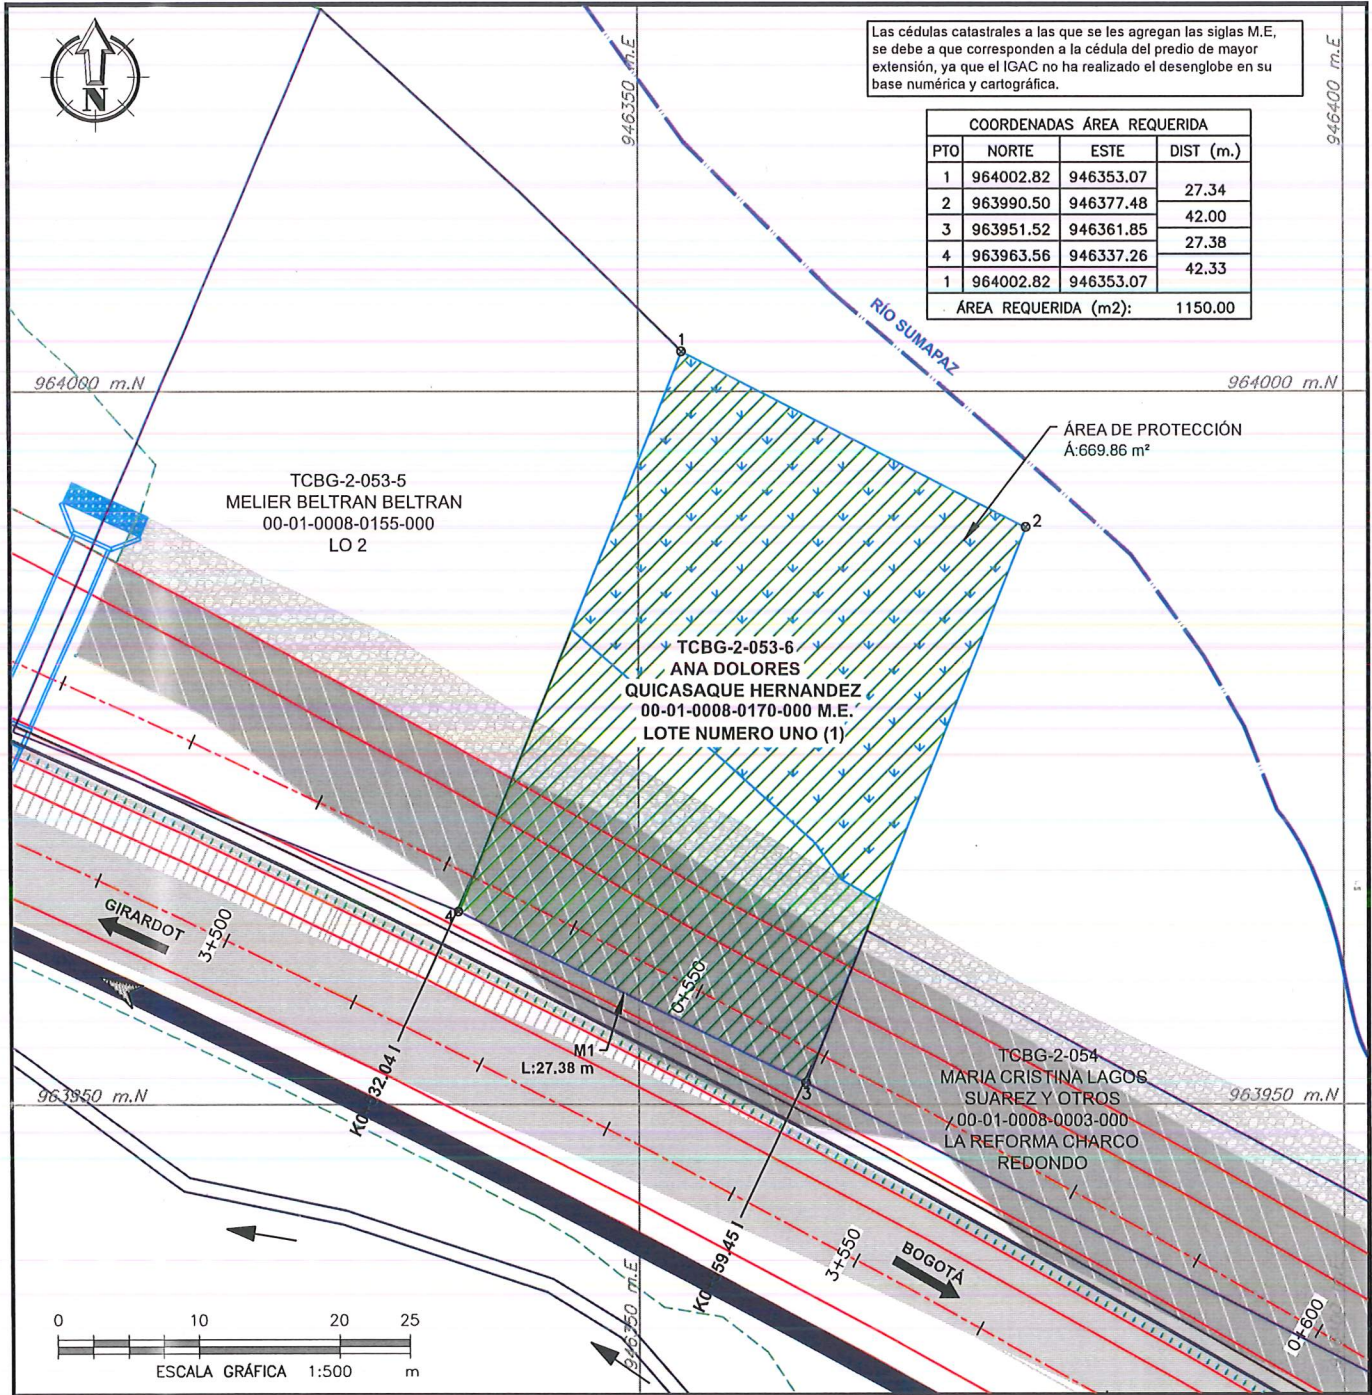 N
Las cédulas catastrales a las que se les agregan las siglas M.E,
se debe a que corresponden a la cédula del predio de mayor
extensión, ya que el IGAC no ha realizado el desenglobe en su
base numérica y cartográfica.
946350 m.E
946400 m.E
COORDENADAS ÁREA REQUERIDA
PTO NORTE ESTE DIST (m.)
1 964002.82 946353.07
27.34
2 963990.50 946377.48
42.00
3 963951.52 946361.85
27.38
4 963963.56 946337.26
42.33
1 964002.82 946353.07
ÁREA REQUERIDA (m2): 1150.00
RÍO SUMAPAZ
1
964000 m.N
964000 m.N
ÁREA DE PROTECCIÓN
Á:669.86 m²
TCBG-2-053-5
MELIER BELTRAN BELTRAN
00-01-0008-0155-000
LO 2
2
TCBG-2-053-6
ANA DOLORES
QUICASAQUE HERNANDEZ
00-01-0008-0170-000 M.E.
LOTE NUMERO UNO (1)
4
GIRARDOT
3+500
0+550
M1
L:27.38 m
3
TCBG-2-054
MARIA CRISTINA LAGOS
SUAREZ Y OTROS
00-01-0008-0003-000
LA REFORMA CHARCO
REDONDO
963950 m.N
963950 m.N
32.04 I
59.45 I
3+550
BOGOTÁ
0+600
946350 m.E
0 10 20 25
ESCALA GRÁFICA 1:500 m